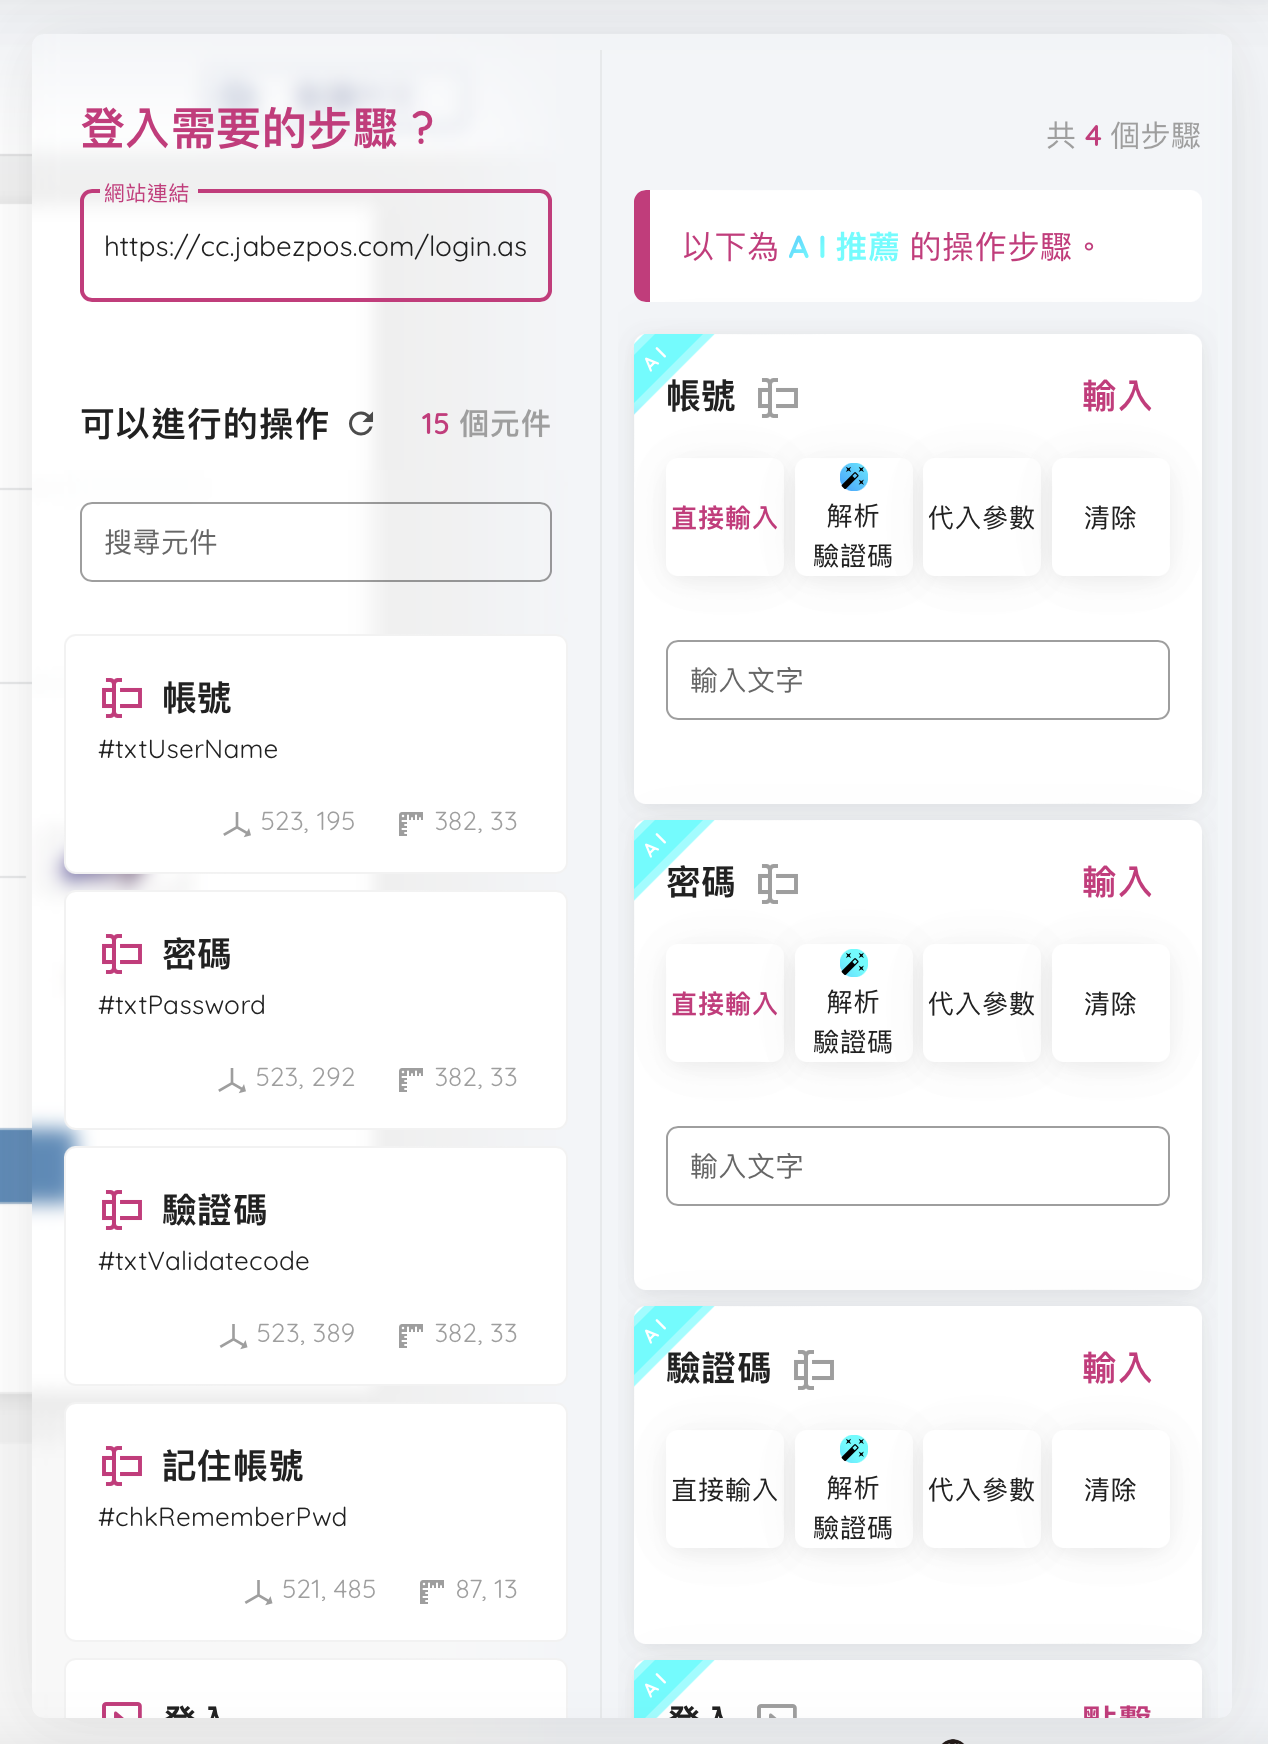 登入需要的步驟？
網站連結
https://cc.jabezpos.com/login.as
可以進行的操作
15 個元件
搜尋元件
帳號
#txtUserName
523, 195
382, 33
密碼
#txtPassword
523, 292
382, 33
驗證碼
#txtValidatecode
523, 389
382, 33
記住帳號
#chkRememberPwd
521, 485
87, 13
登入
共 4 個步驟
以下為 AI 推薦 的操作步驟。
AI
帳號
輸入
直接輸入
解析
驗證碼
代入參數
清除
輸入文字
AI
密碼
輸入
直接輸入
解析
驗證碼
代入參數
清除
輸入文字
AI
驗證碼
輸入
直接輸入
解析
驗證碼
代入參數
清除
AI
登入
點擊